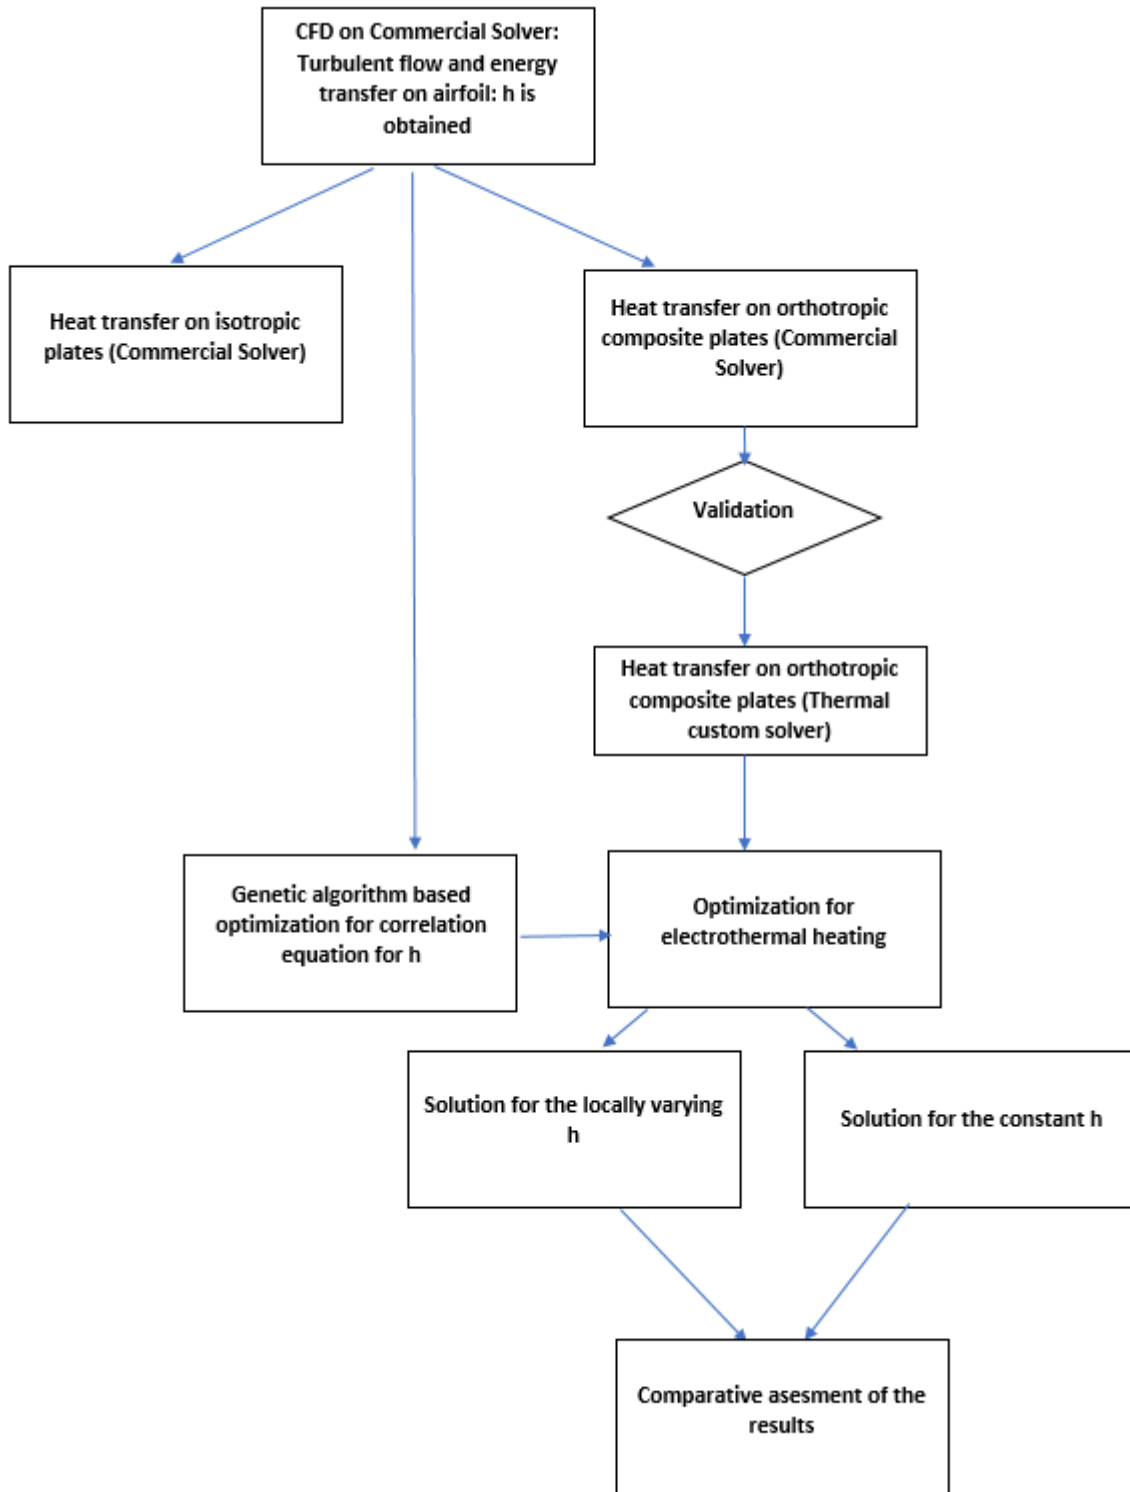 CFD on Commercial Solver:
Turbulent flow and energy
transfer on airfoil: h is
obtained
Heat transfer on isotropic
plates (Commercial Solver)
Heat transfer on orthotropic
composite plates (Commercial
Solver)
Validation
Heat transfer on orthotropic
composite plates (Thermal
custom solver)
Genetic algorithm based
optimization for correlation
equation for h
Optimization for
electrothermal heating
Solution for the locally varying
h
Solution for the constant h
Comparative asesment of the
results